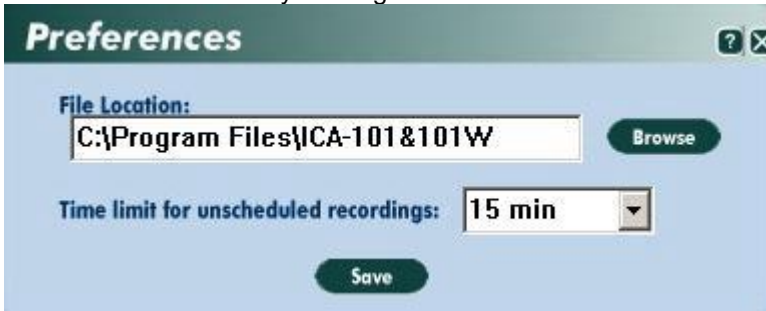 Preferences ? X
File Location:
C:\Program Files\ICA-101&101W Browse
Time limit for unscheduled recordings: 15 min
Save